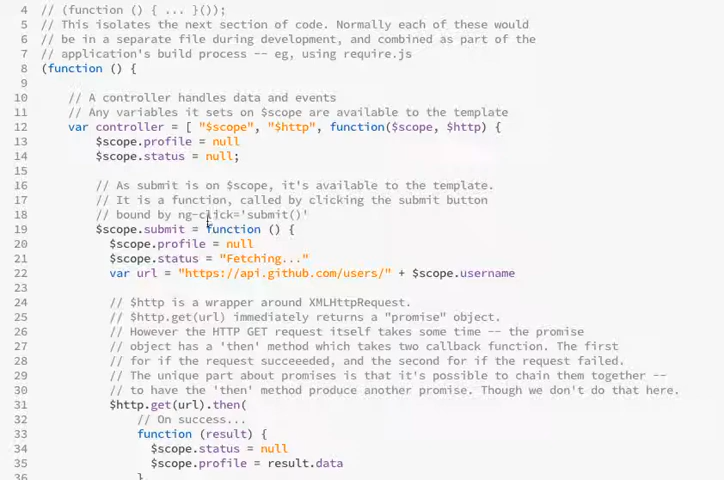 4 // (function () { ... }());
5 // This isolates the next section of code. Normally each of these would
6 // be in a separate file during development, and combined as part of the
7 // application's build process -- eg, using require.js
8 (function () {
9
10 // A controller handles data and events
11 // Any variables it sets on $scope are available to the template
12 var controller = [ "$scope", "$http", function($scope, $http) {
13 $scope.profile = null
14 $scope.status = null;
15
16 // As submit is on $scope, it's available to the template.
17 // It is a function, called by clicking the submit button
18 // bound by ng-click='submit()'
19 $scope.submit = function () {
20 $scope.profile = null
21 $scope.status = "Fetching..."
22 var url = "https://api.github.com/users/" + $scope.username
23
24 // $http is a wrapper around XMLHttpRequest.
25 // $http.get(url) immediately returns a "promise" object.
26 // However the HTTP GET request itself takes some time -- the promise
27 // object has a 'then' method which takes two callback function. The first
28 // for if the request succeeeded, and the second for if the request failed.
29 // The unique part about promises is that it's possible to chain them together --
30 // to have the 'then' method produce another promise. Though we don't do that here.
31 $http.get(url).then(
32 // On success...
33 function (result) {
34 $scope.status = null
35 $scope.profile = result.data
36 }